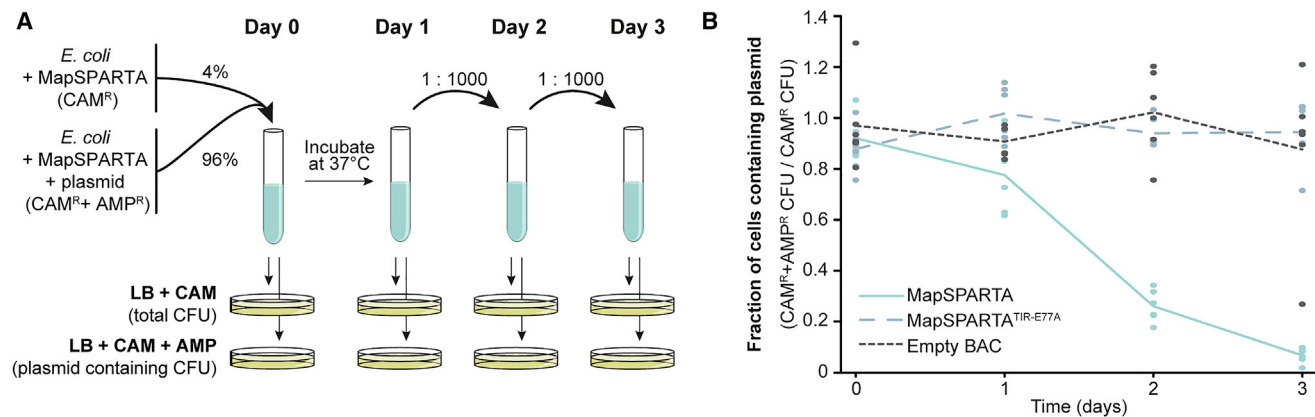 A
Day 0
Day 1
Day 2
Day 3
E. coli
+ MapSPARTA
(CAMᴿ)
4%
E. coli
+ MapSPARTA
+ plasmid
(CAMᴿ+ AMPᴿ)
96%
Incubate
at 37°C
1 : 1000
1 : 1000
LB + CAM
(total CFU)
LB + CAM + AMP
(plasmid containing CFU)
B
Fraction of cells containing plasmid
(CAMᴿ+AMPᴿ CFU / CAMᴿ CFU)
1.4
1.2
1.0
0.8
0.6
0.4
0.2
0
MapSPARTA
MapSPARTA^TIR-E77A
Empty BAC
0
1
2
3
Time (days)